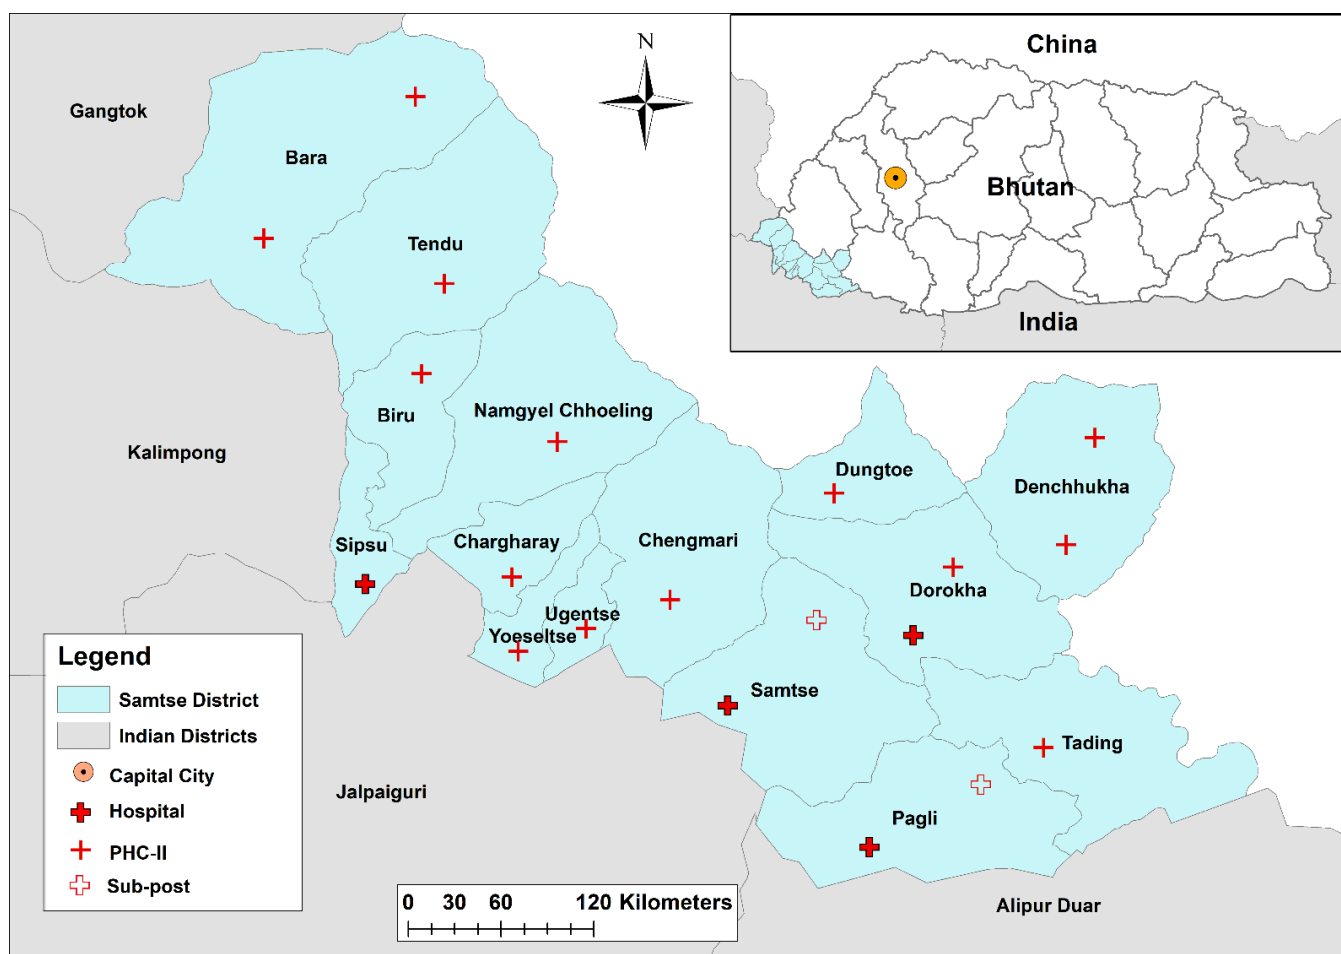 China
Bhutan
India
N
Gangtok
Bara
Tendu
Biru
Namgyel Chhoeling
Kalimpong
Dungtoe
Denchhukha
Sipsu
Chargharay
Chengmari
Dorokha
Ugentse
Yoeseltse
Samtse
Tading
Jalpaiguri
Pagli
Alipur Duar
Legend
Samtse District
Indian Districts
Capital City
Hospital
PHC-II
Sub-post
0 30 60 120 Kilometers